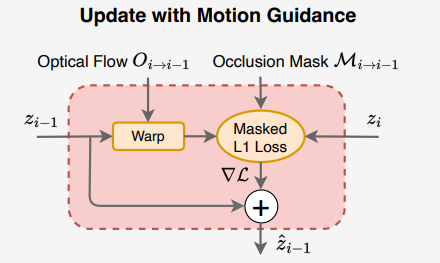 Update with Motion Guidance
Optical Flow $O_{i \to i-1}$ Occlusion Mask $\mathcal{M}_{i \to i-1}$
$z_{i-1}$ Warp Masked $z_i$
L1 Loss
$\nabla \mathcal{L}$
+
$\hat{z}_{i-1}$